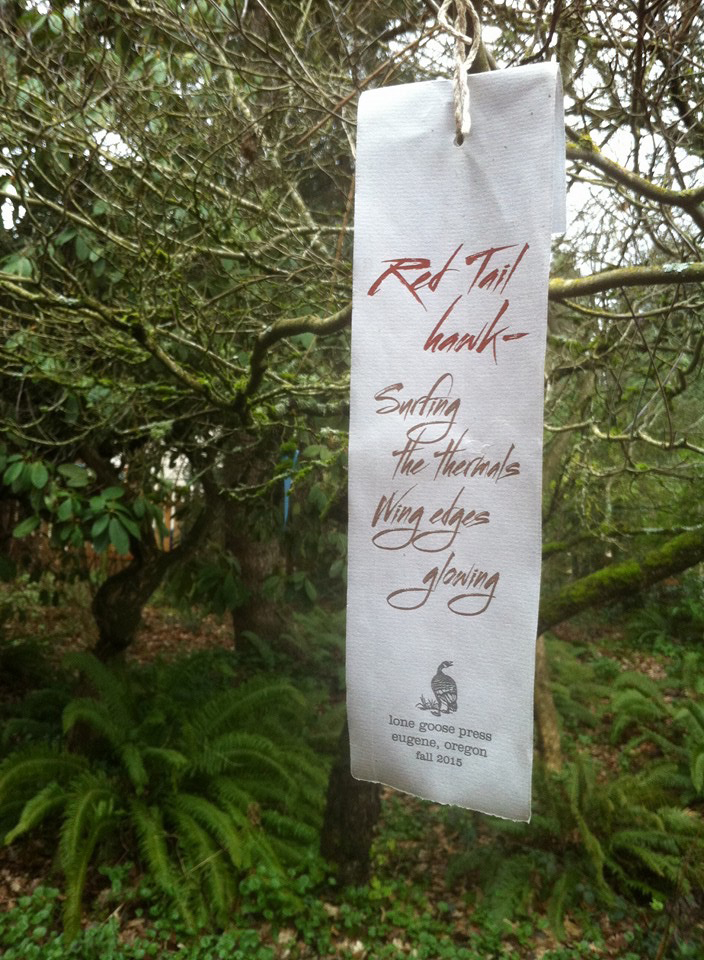 Red Tail
hawk-
Surfing
the thermals
Wing edges
glowing
lone goose press
eugene, oregon
fall 2015